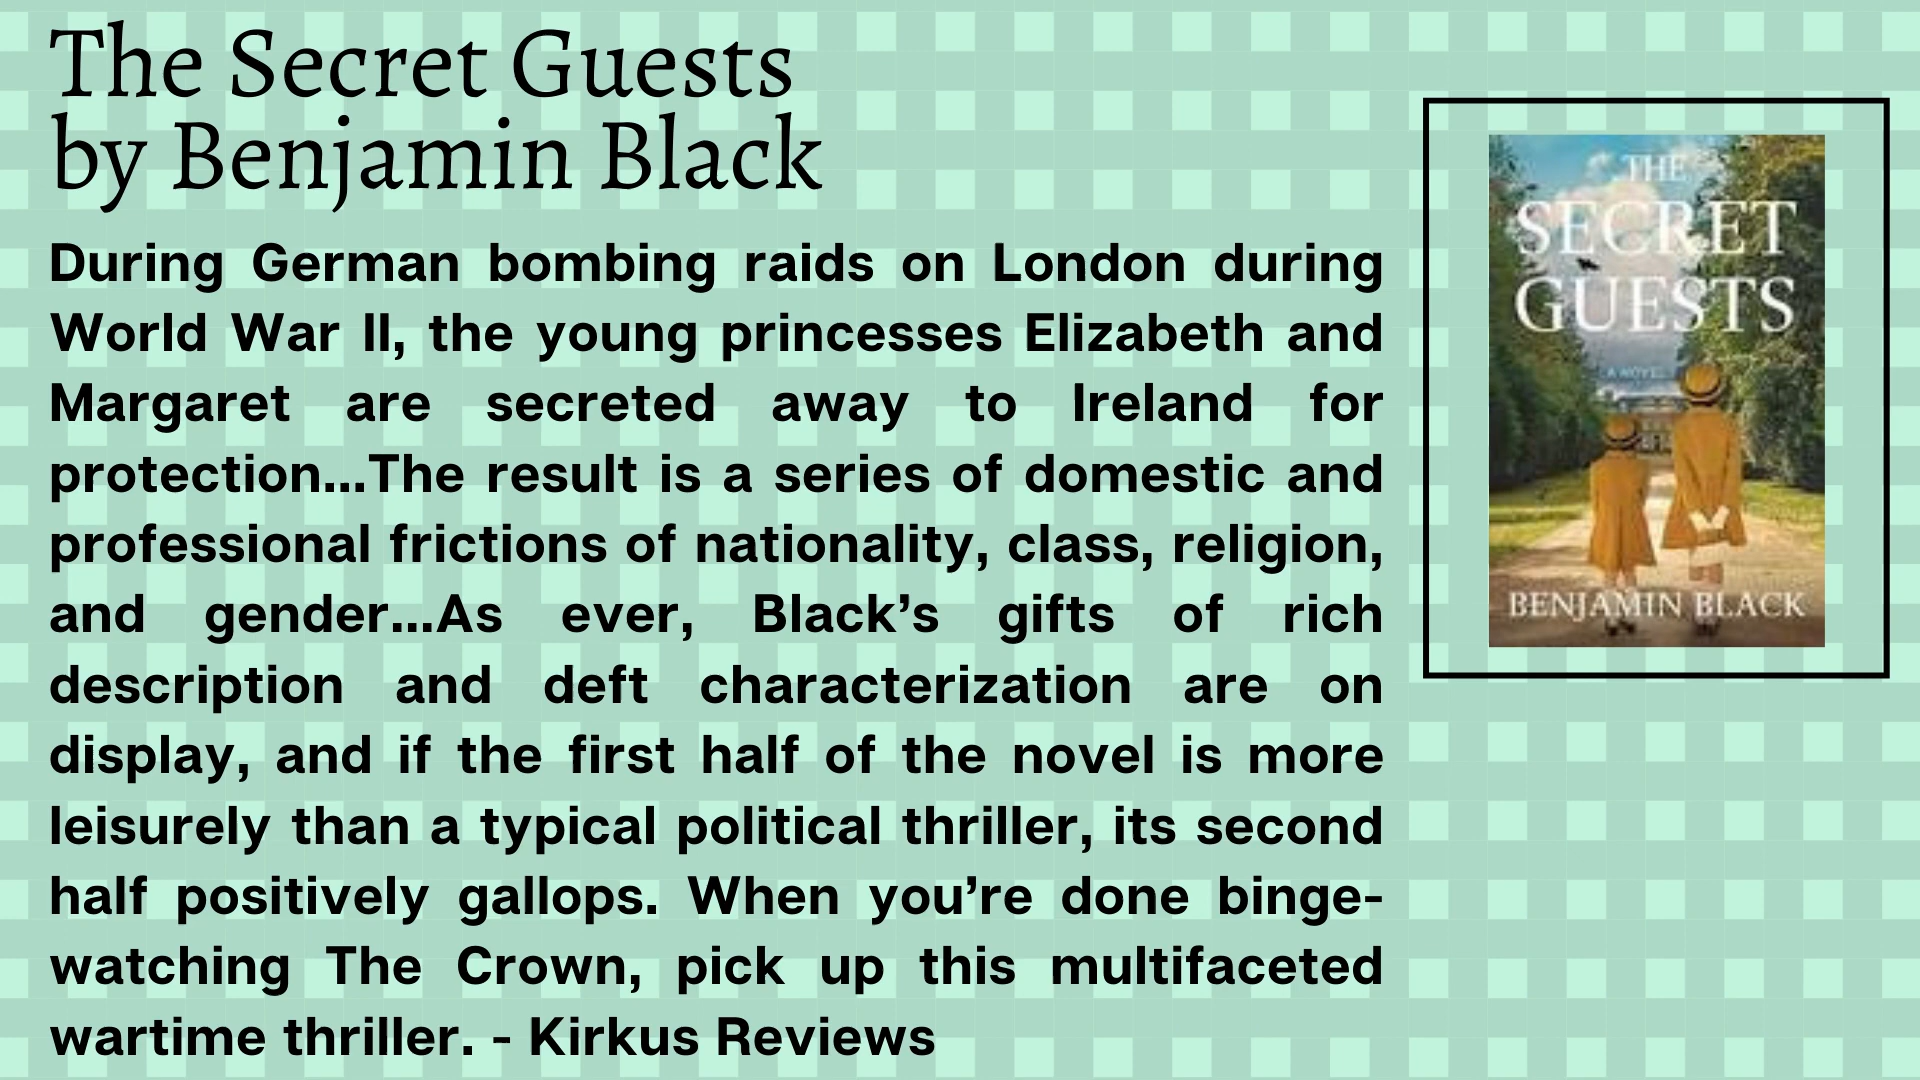 The Secret Guests
by Benjamin Black
During German bombing raids on London during
World War II, the young princesses Elizabeth and
Margaret are secreted away to Ireland for
protection...The result is a series of domestic and
professional frictions of nationality, class, religion,
and gender...As ever, Black’s gifts of rich
description and deft characterization are on
display, and if the first half of the novel is more
leisurely than a typical political thriller, its second
half positively gallops. When you’re done binge-
watching The Crown, pick up this multifaceted
wartime thriller. - Kirkus Reviews
THE
SECRET
GUESTS
A NOVEL
BENJAMIN BLACK